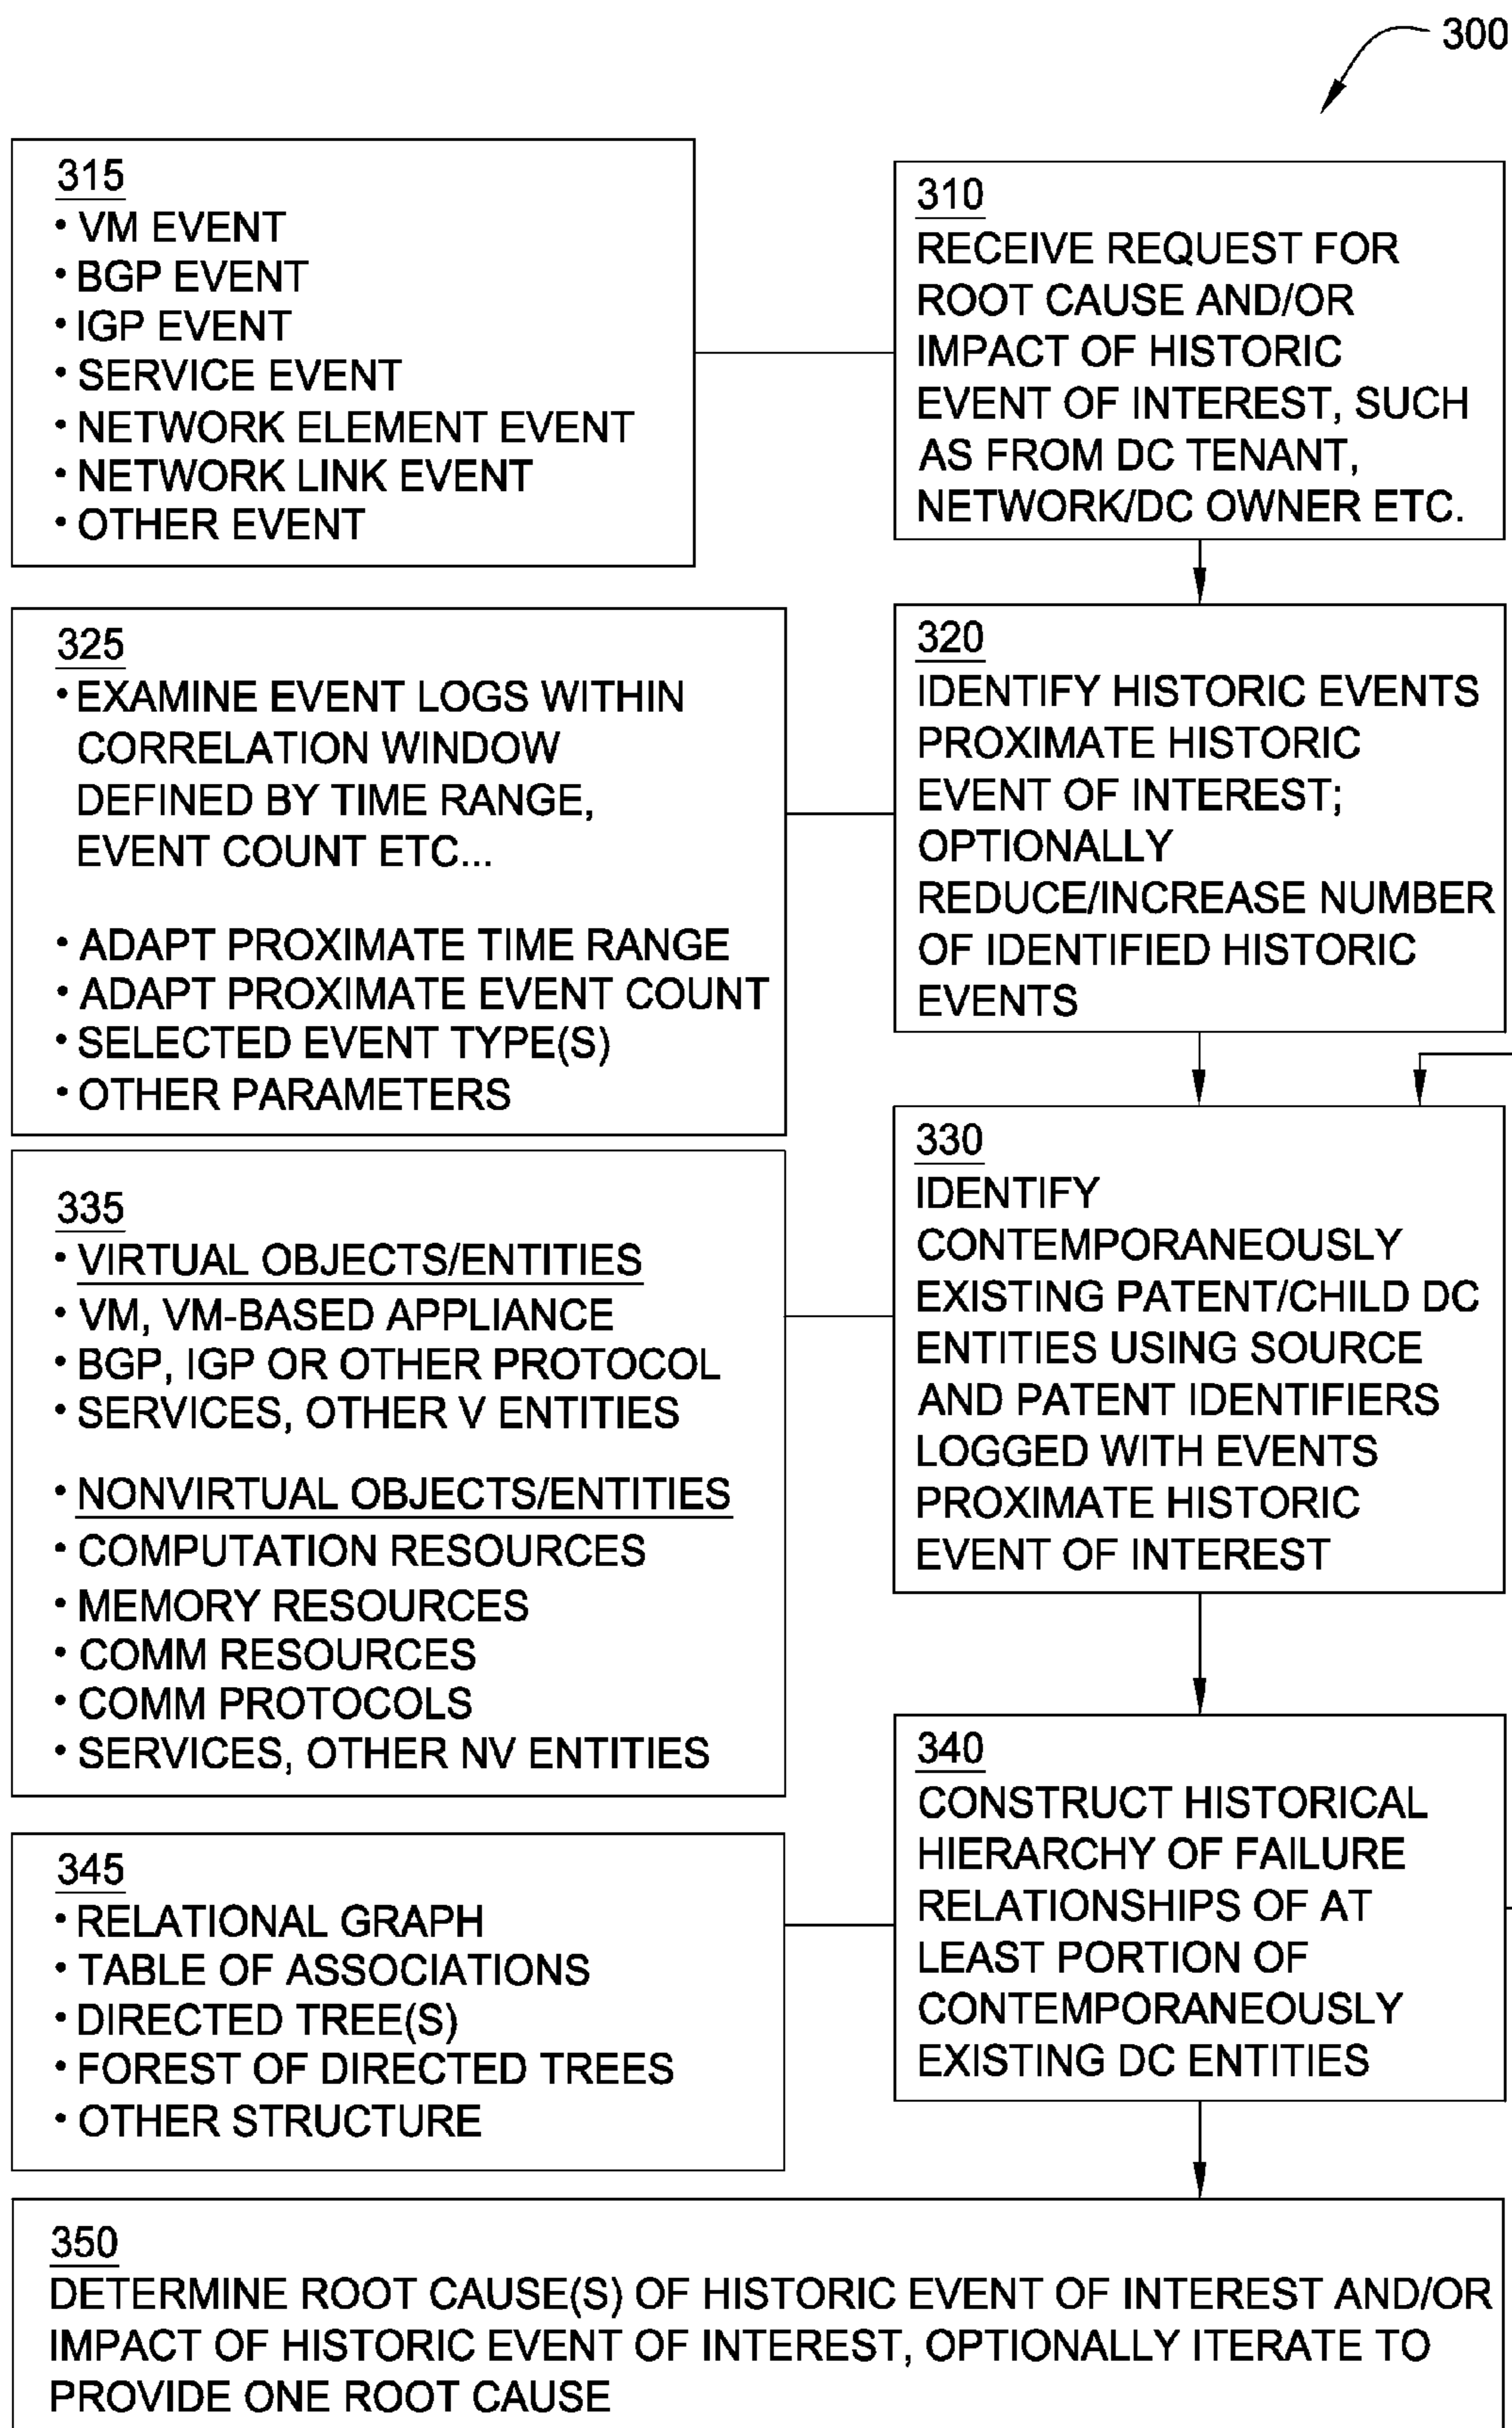 300
315
• VM EVENT
• BGP EVENT
• IGP EVENT
• SERVICE EVENT
• NETWORK ELEMENT EVENT
• NETWORK LINK EVENT
• OTHER EVENT
310
RECEIVE REQUEST FOR
ROOT CAUSE AND/OR
IMPACT OF HISTORIC
EVENT OF INTEREST, SUCH
AS FROM DC TENANT,
NETWORK/DC OWNER ETC.
325
• EXAMINE EVENT LOGS WITHIN
CORRELATION WINDOW
DEFINED BY TIME RANGE,
EVENT COUNT ETC...
• ADAPT PROXIMATE TIME RANGE
• ADAPT PROXIMATE EVENT COUNT
• SELECTED EVENT TYPE(S)
• OTHER PARAMETERS
320
IDENTIFY HISTORIC EVENTS
PROXIMATE HISTORIC
EVENT OF INTEREST;
OPTIONALLY
REDUCE/INCREASE NUMBER
OF IDENTIFIED HISTORIC
EVENTS
335
• VIRTUAL OBJECTS/ENTITIES
• VM, VM-BASED APPLIANCE
• BGP, IGP OR OTHER PROTOCOL
• SERVICES, OTHER V ENTITIES
• NONVIRTUAL OBJECTS/ENTITIES
• COMPUTATION RESOURCES
• MEMORY RESOURCES
• COMM RESOURCES
• COMM PROTOCOLS
• SERVICES, OTHER NV ENTITIES
330
IDENTIFY
CONTEMPORANEOUSLY
EXISTING PATENT/CHILD DC
ENTITIES USING SOURCE
AND PATENT IDENTIFIERS
LOGGED WITH EVENTS
PROXIMATE HISTORIC
EVENT OF INTEREST
345
• RELATIONAL GRAPH
• TABLE OF ASSOCIATIONS
• DIRECTED TREE(S)
• FOREST OF DIRECTED TREES
• OTHER STRUCTURE
340
CONSTRUCT HISTORICAL
HIERARCHY OF FAILURE
RELATIONSHIPS OF AT
LEAST PORTION OF
CONTEMPORANEOUSLY
EXISTING DC ENTITIES
350
DETERMINE ROOT CAUSE(S) OF HISTORIC EVENT OF INTEREST AND/OR
IMPACT OF HISTORIC EVENT OF INTEREST, OPTIONALLY ITERATE TO
PROVIDE ONE ROOT CAUSE